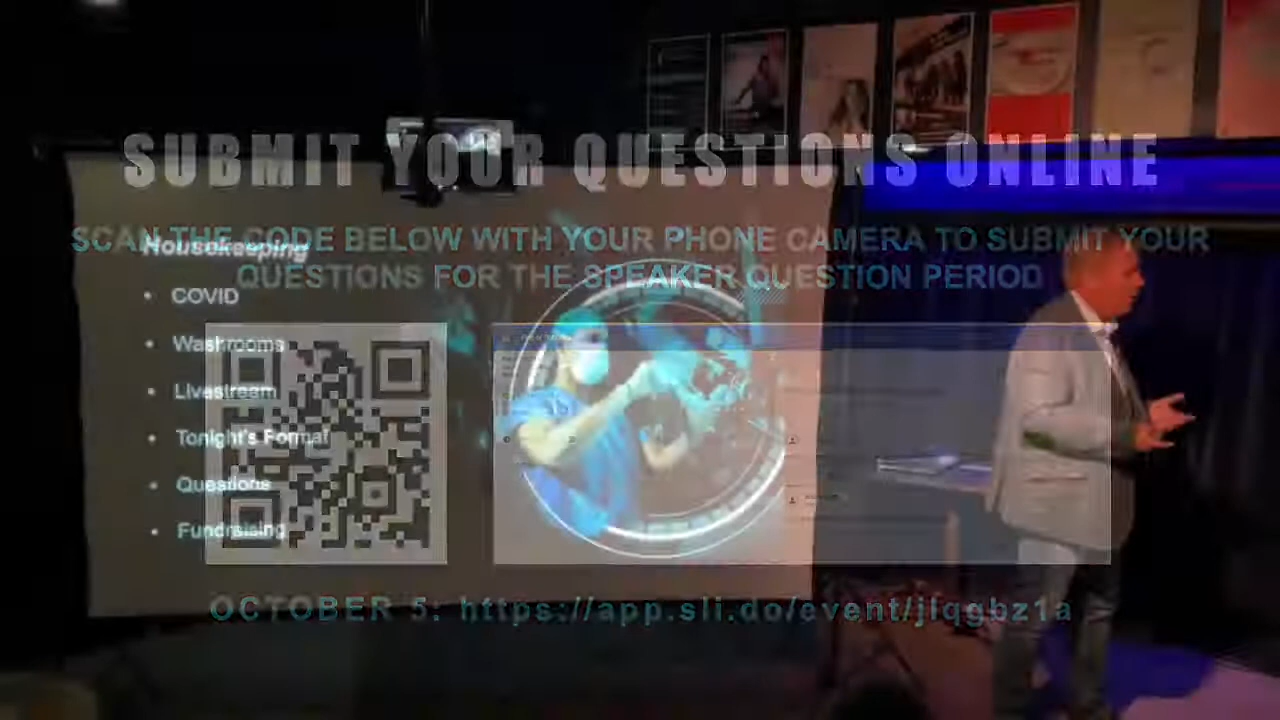 SUBMIT YOUR QUESTIONS ONLINE
SCAN THE CODE BELOW WITH YOUR PHONE CAMERA TO SUBMIT YOUR
QUESTIONS FOR THE SPEAKER QUESTION PERIOD
Housekeeping
• COVID
• Washrooms
• Livestream
• Tonight's Format
• Questions
• Fundraising
OCTOBER 5: https://app.sli.do/event/jlqgbz1a